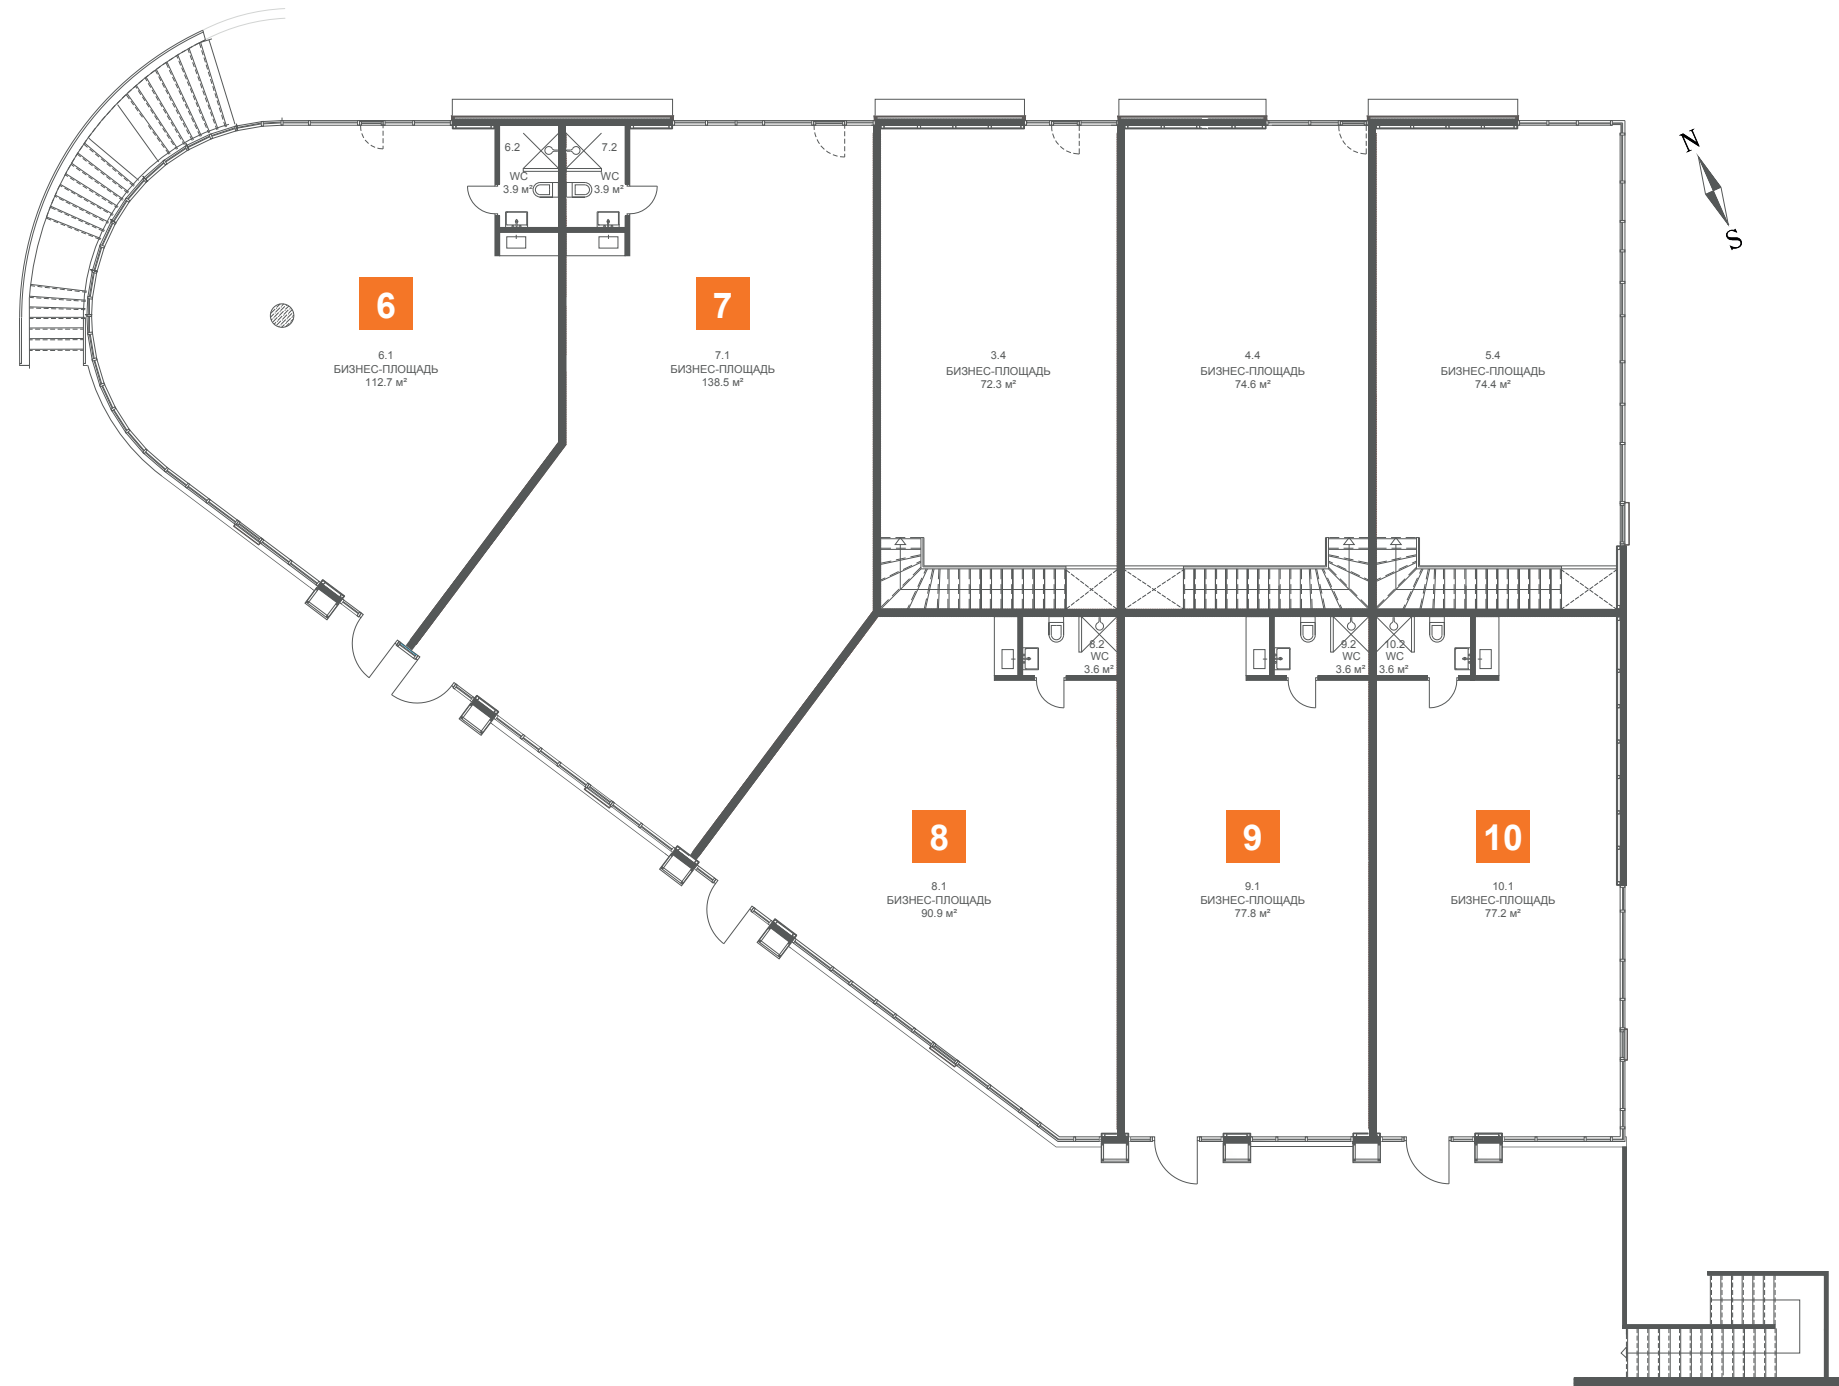 N
S
6.2
WC
3.9 м²
7.2
WC
3.9 м²
6
6.1
БИЗНЕС-ПЛОЩАДЬ
112.7 м²
7
7.1
БИЗНЕС-ПЛОЩАДЬ
138.5 м²
3.4
БИЗНЕС-ПЛОЩАДЬ
72.3 м²
4.4
БИЗНЕС-ПЛОЩАДЬ
74.6 м²
5.4
БИЗНЕС-ПЛОЩАДЬ
74.4 м²
8.2
WC
3.6 м²
9.2
WC
3.6 м²
10.2
WC
3.6 м²
8
8.1
БИЗНЕС-ПЛОЩАДЬ
90.9 м²
9
9.1
БИЗНЕС-ПЛОЩАДЬ
77.8 м²
10
10.1
БИЗНЕС-ПЛОЩАДЬ
77.2 м²